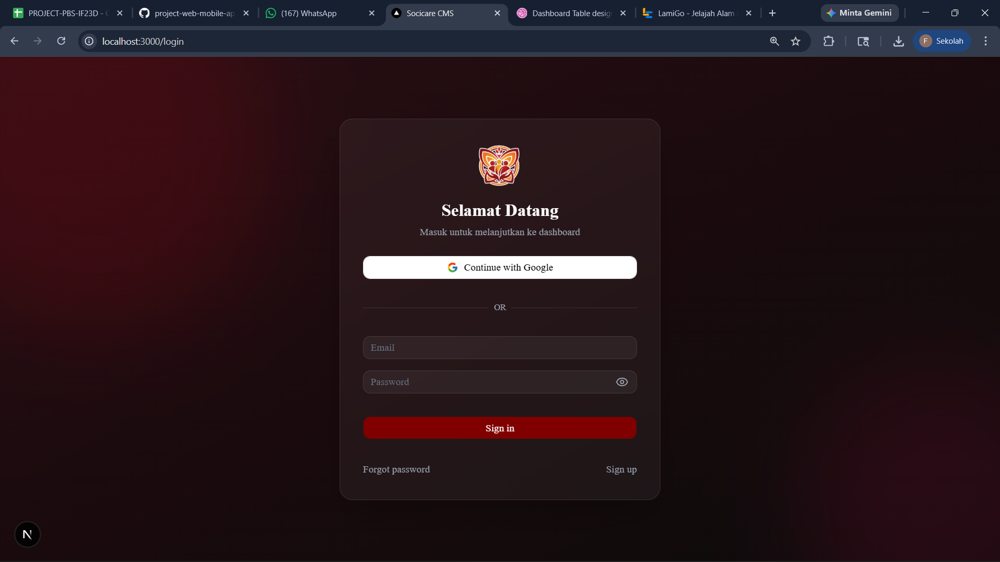 PROJECT-PBS-IF23D -
project-web-mobile-ap
(167) WhatsApp
Socicare CMS
Dashboard Table desig
LamiGo - Jelajah Alam
Minta Gemini
localhost:3000/login
F
Sekolah
Selamat Datang
Masuk untuk melanjutkan ke dashboard
Continue with Google
OR
Email
Password
Sign in
Forgot password
Sign up
N